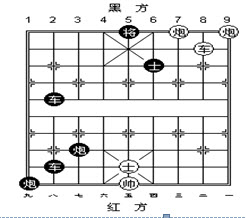 黑 方
1 2 3 4 5 6 7 8 9
将 炮 炮
车
士
车
炮
车 士
炮 帅
九 八 七 六 五 四 三 二 一
红 方